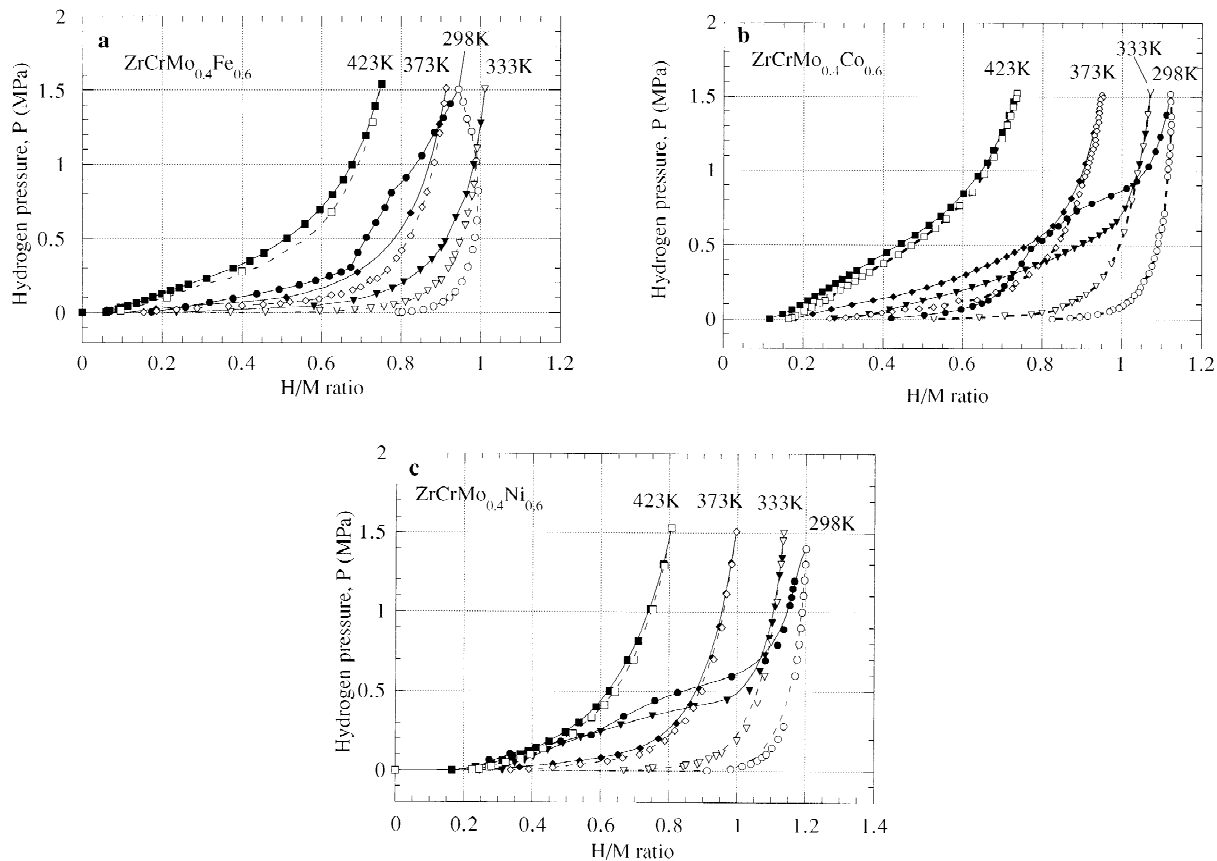 a
ZrCrMo0.4Fe0.6
423K 373K 298K 333K
Hydrogen pressure, P (MPa)
2
1.5
1
0.5
0
0 0.2 0.4 0.6 0.8 1 1.2
H/M ratio
b
ZrCrMo0.4Co0.6
423K 373K 333K 298K
Hydrogen pressure, P (MPa)
2
1.5
1
0.5
0
0 0.2 0.4 0.6 0.8 1 1.2
H/M ratio
c
ZrCrMo0.4Ni0.6
423K 373K 333K 298K
Hydrogen pressure, P (MPa)
2
1.5
1
0.5
0
0 0.2 0.4 0.6 0.8 1 1.2 1.4
H/M ratio